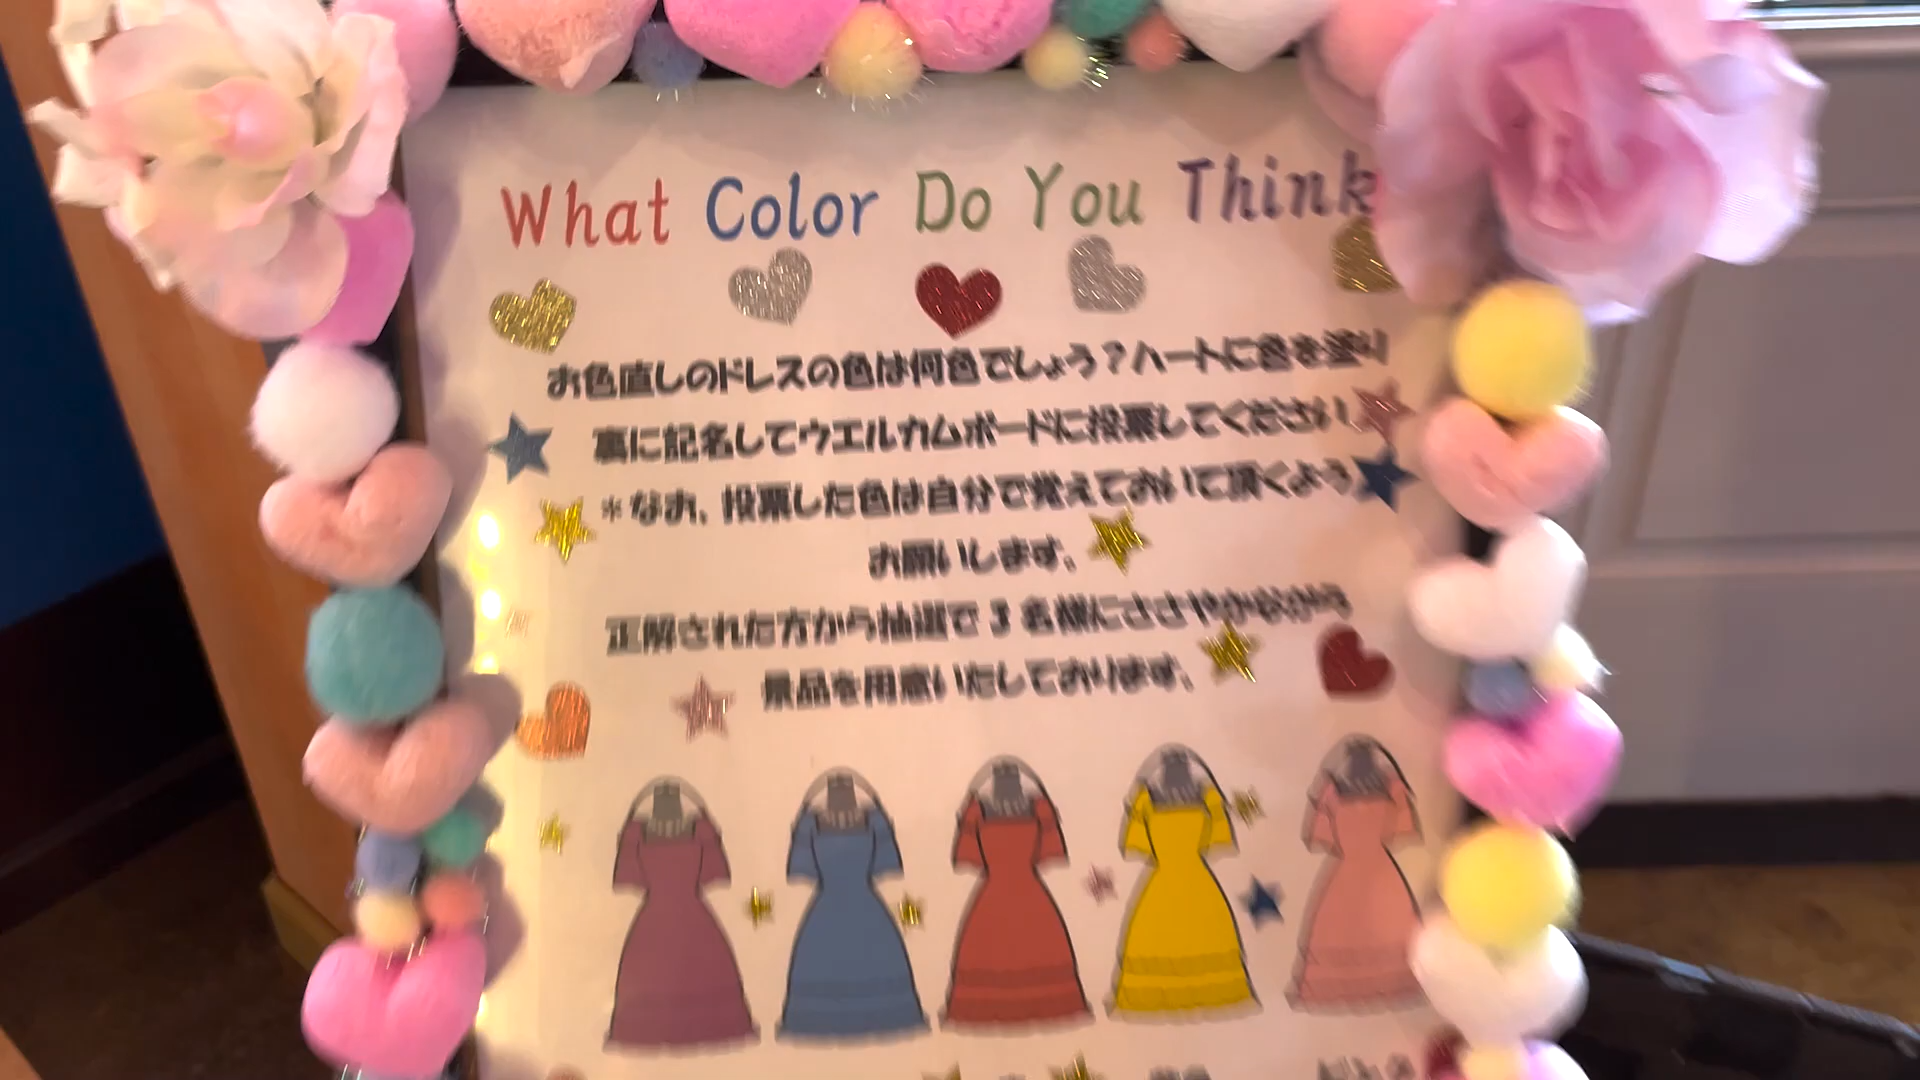 What Color Do You Think
お色直しのドレスの色は何色でしょう？ハートに色を塗り
裏に記名してウエルカムボードに投票してください
＊なお、投票した色は自分で覚えておいて頂くよう
お願いします。
正解された方から抽選で3名様にささやかながら
景品を用意いたしております。